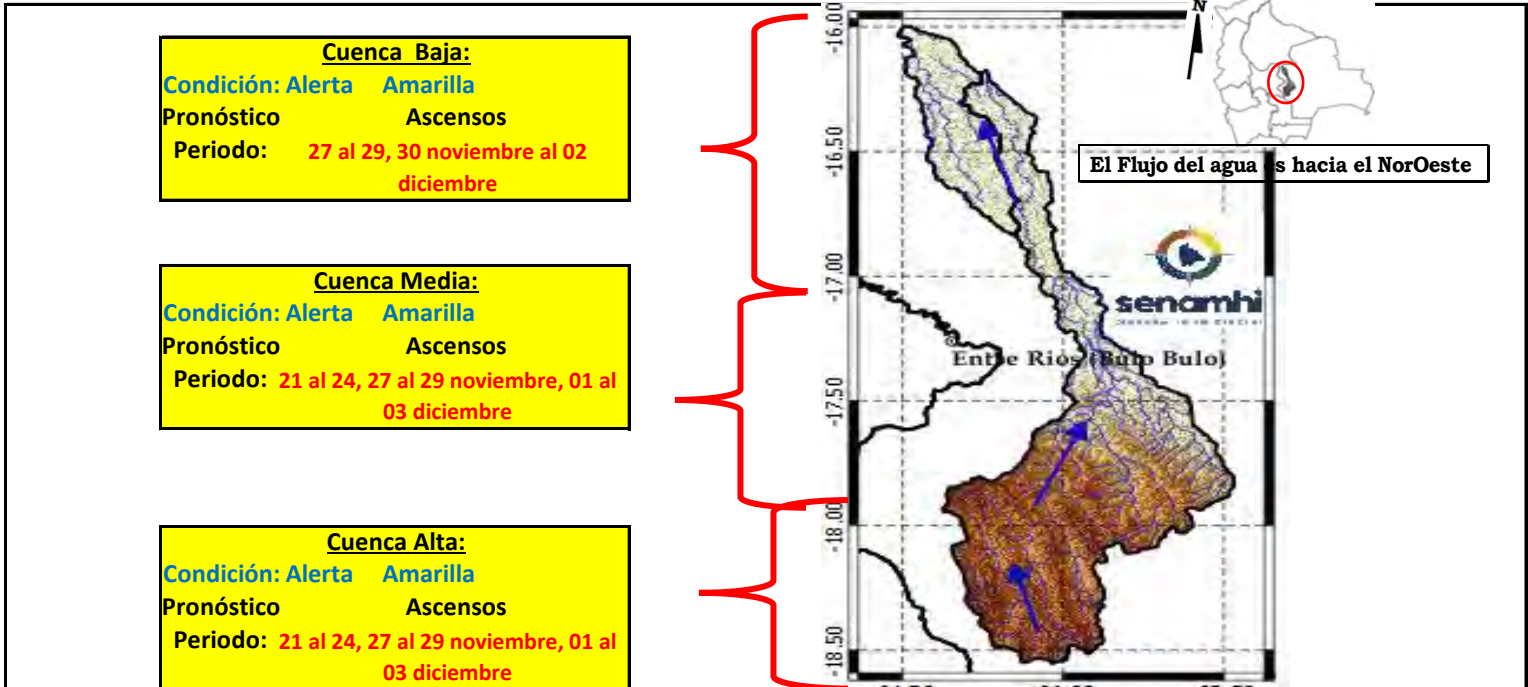 Cuenca Baja:
Condición: Alerta Amarilla
Pronóstico Ascensos
Periodo: 27 al 29, 30 noviembre al 02
diciembre
Cuenca Media:
Condición: Alerta Amarilla
Pronóstico Ascensos
Periodo: 21 al 24, 27 al 29 noviembre, 01 al
03 diciembre
Cuenca Alta:
Condición: Alerta Amarilla
Pronóstico Ascensos
Periodo: 21 al 24, 27 al 29 noviembre, 01 al
03 diciembre
-16.00
-16.50
-17.00
-17.50
-18.00
-18.50
N
El Flujo del agua es hacia el NorOeste
senamhi
Entre Rios (Bulo Bulo)